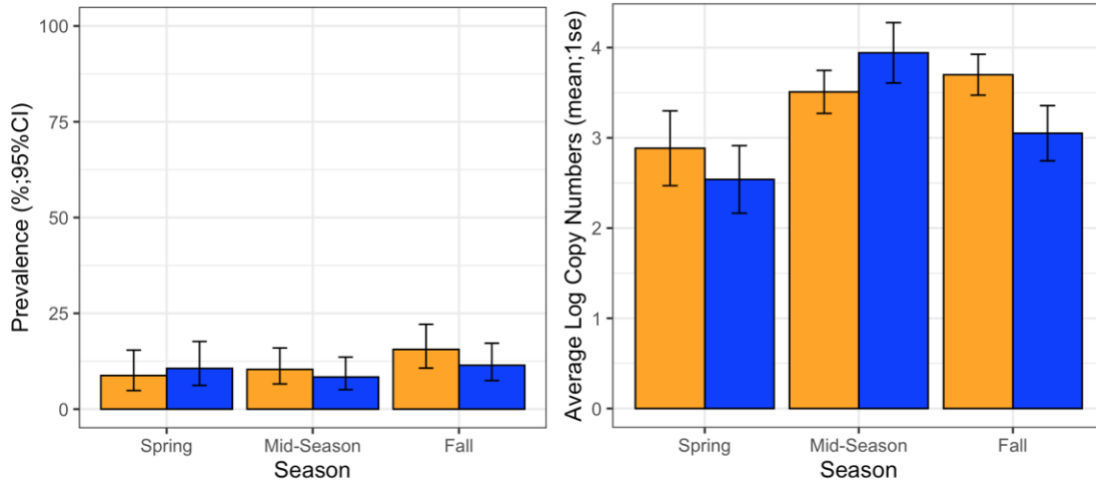 Prevalence (%;95%CI)
100
75
50
25
0
Spring Mid-Season Fall
Season
Average Log Copy Numbers (mean;1se)
4
3
2
1
0
Spring Mid-Season Fall
Season